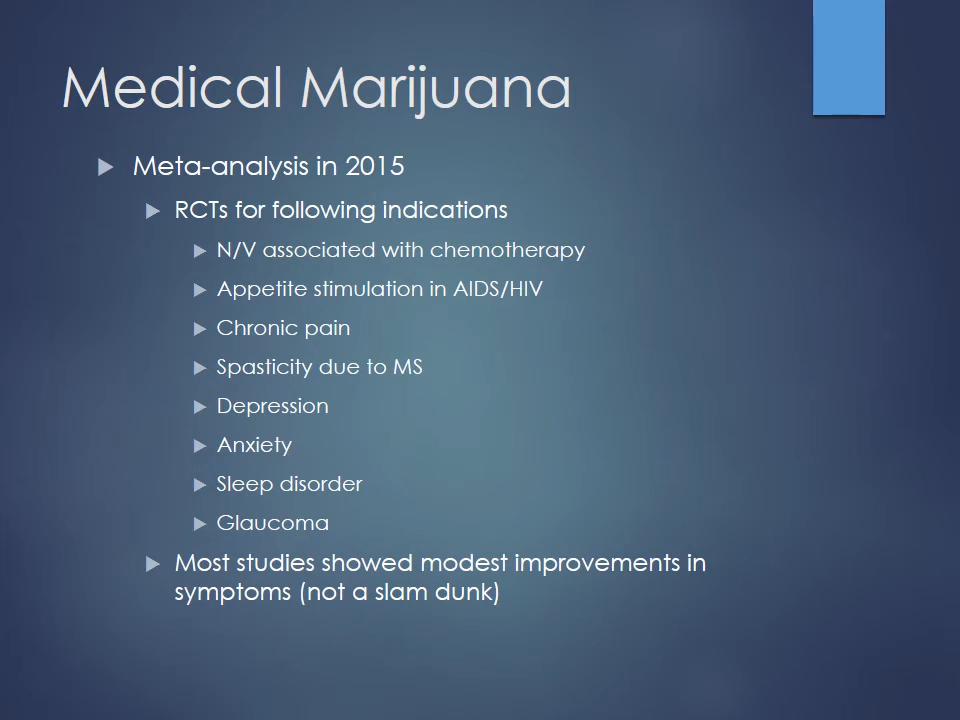 Medical Marijuana
Meta-analysis in 2015
RCTs for following indications
N/V associated with chemotherapy
Appetite stimulation in AIDS/HIV
Chronic pain
Spasticity due to MS
Depression
Anxiety
Sleep disorder
Glaucoma
Most studies showed modest improvements in
symptoms (not a slam dunk)